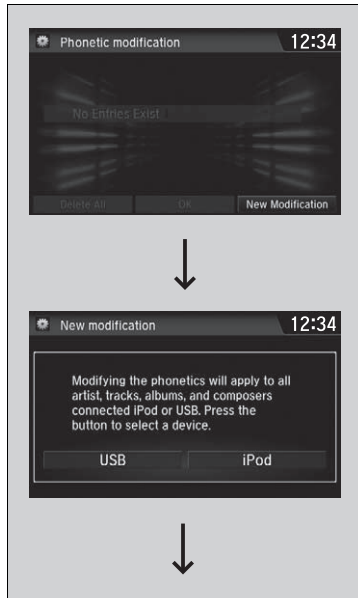 Phonetic modification
12:34
No Entries Exist
Delete All
OK
New Modification
New modification
12:34
Modifying the phonetics will apply to all
artist, tracks, albums, and composers
connected iPod or USB. Press the
button to select a device.
USB
iPod